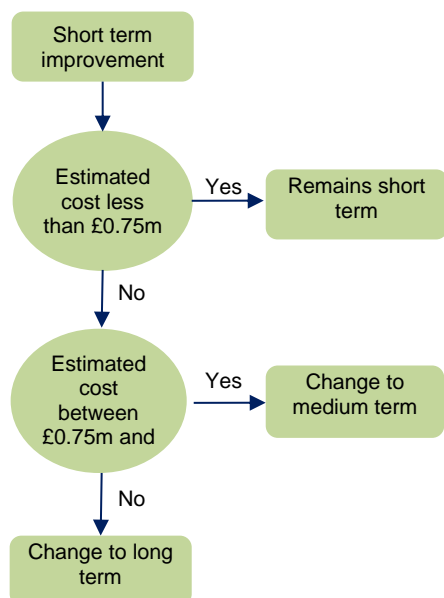 Short term
improvement
Estimated
cost less
than £0.75m
Yes
Remains short
term
No
Estimated
cost
between
£0.75m and
Yes
Change to
medium term
No
Change to long
term